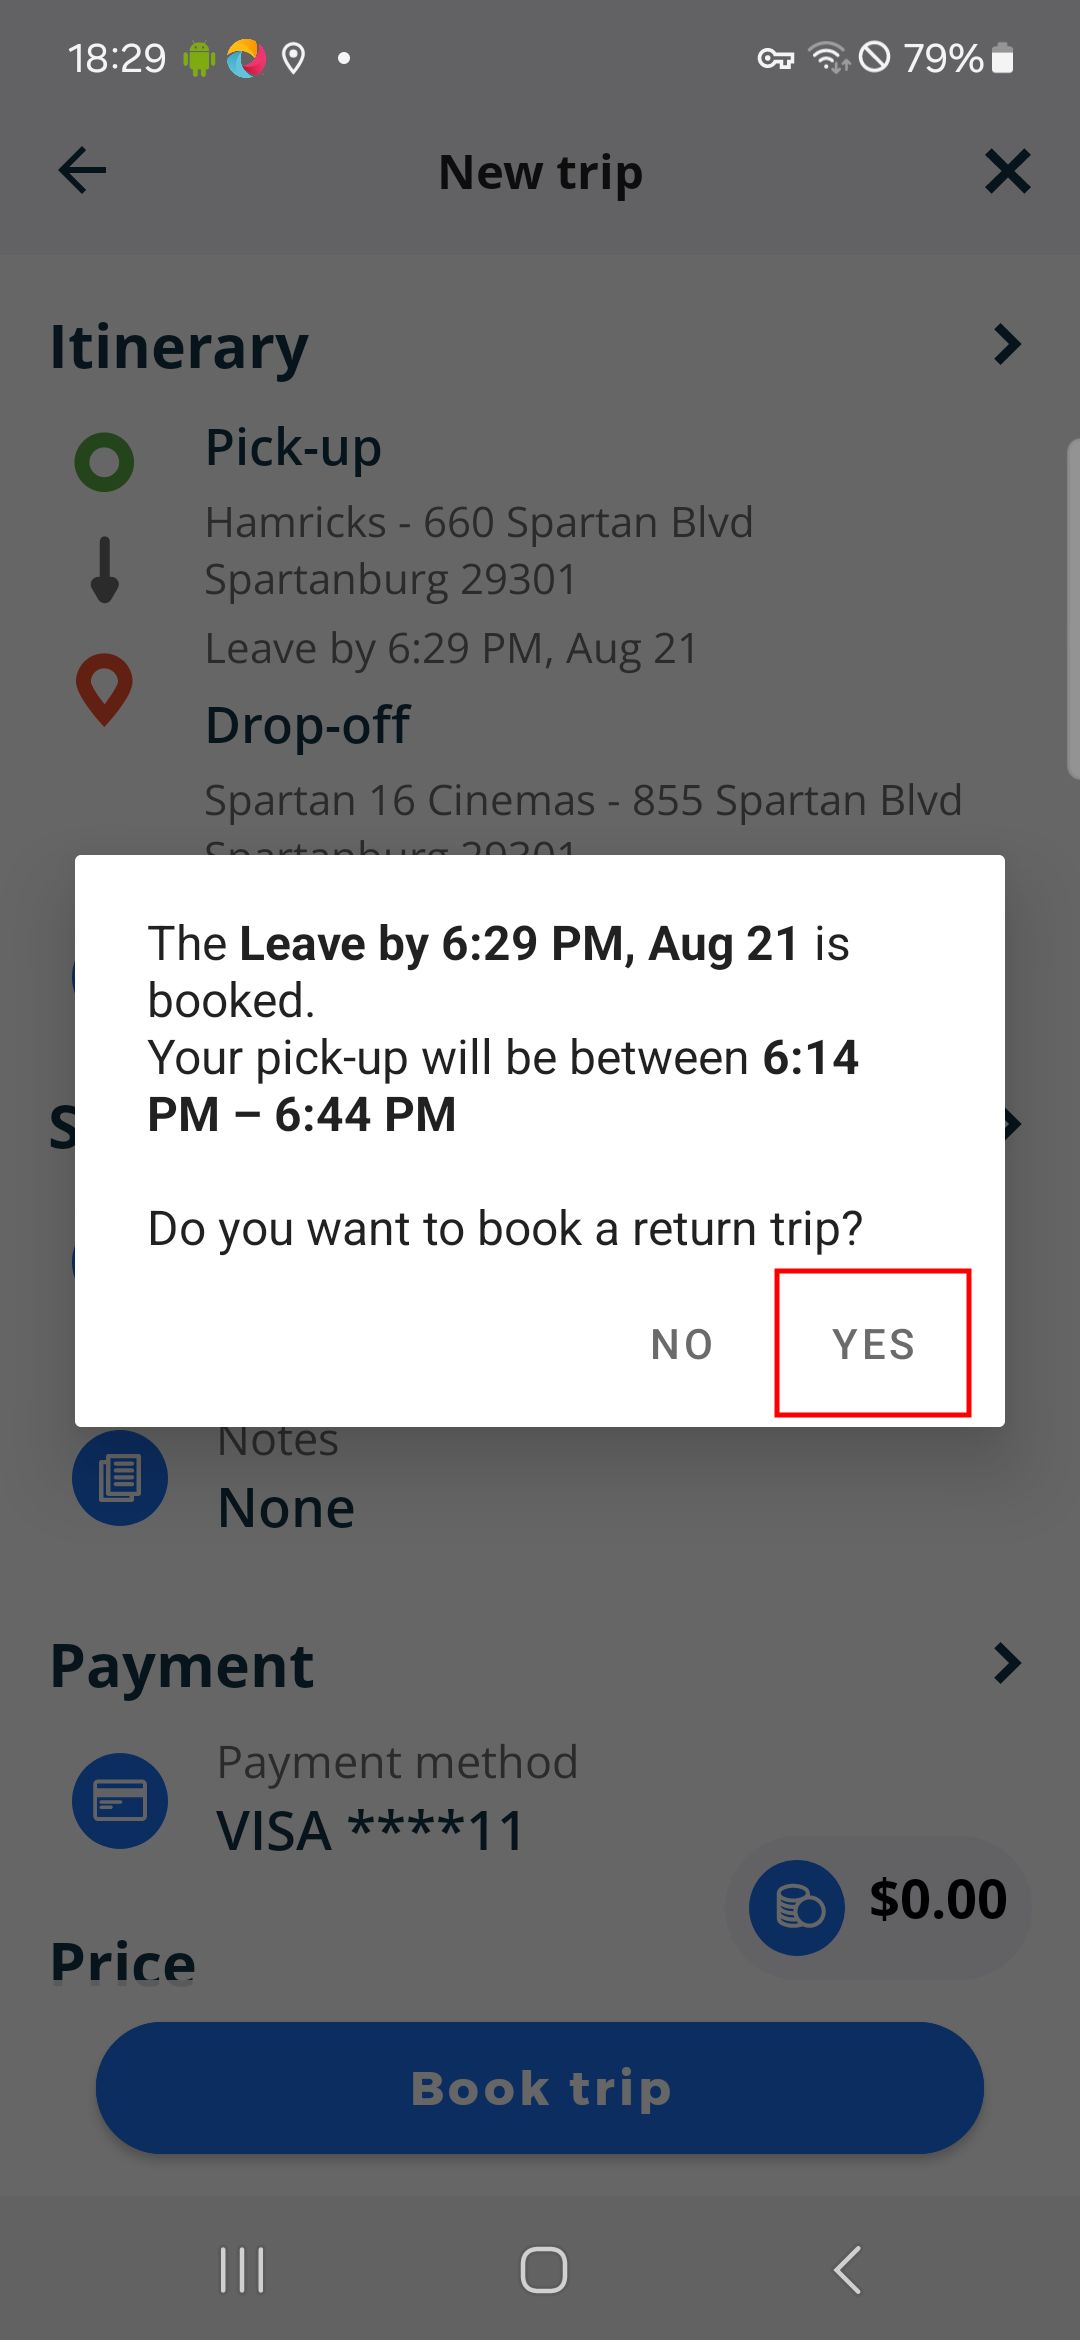 18:29
79%
New trip
Itinerary
Pick-up
Hamricks - 660 Spartan Blvd
Spartanburg 29301
Leave by 6:29 PM, Aug 21
Drop-off
Spartan 16 Cinemas - 855 Spartan Blvd
Spartanburg 29301
The Leave by 6:29 PM, Aug 21 is
booked.
Your pick-up will be between 6:14
PM – 6:44 PM
Do you want to book a return trip?
NO
YES
S
Notes
None
Payment
Payment method
VISA ****11
$0.00
Price
Book trip